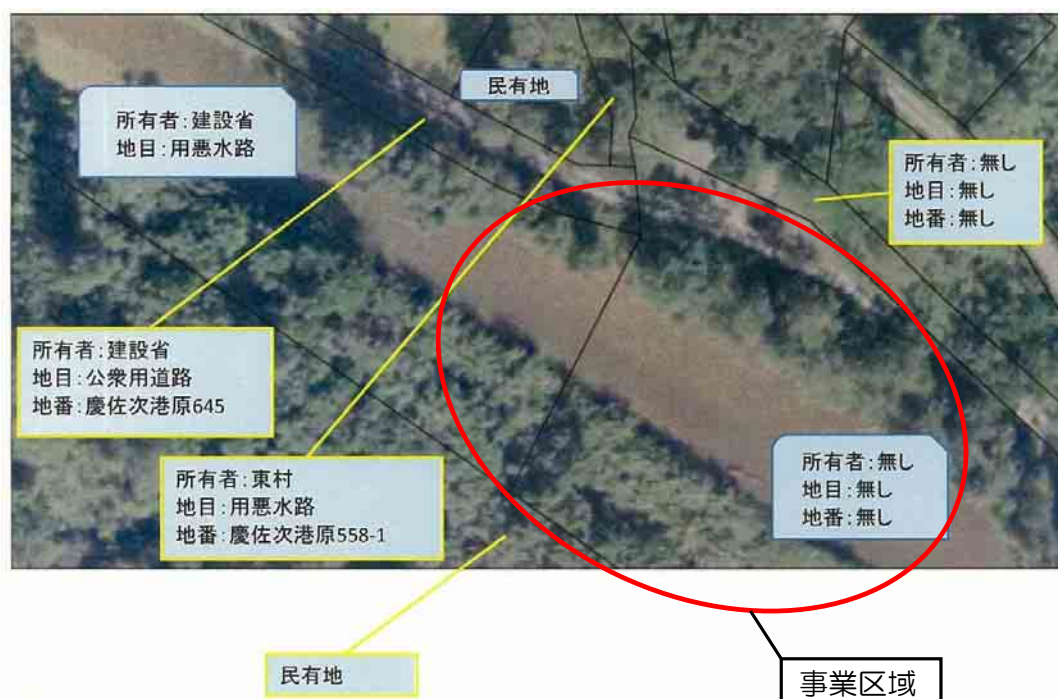 民有地
所有者:建設省
地目:用悪水路
所有者:無し
地目:無し
地番:無し
所有者:建設省
地目:公衆用道路
地番:慶佐次港原645
所有者:東村
地目:用悪水路
地番:慶佐次港原558-1
所有者:無し
地目:無し
地番:無し
民有地
事業区域